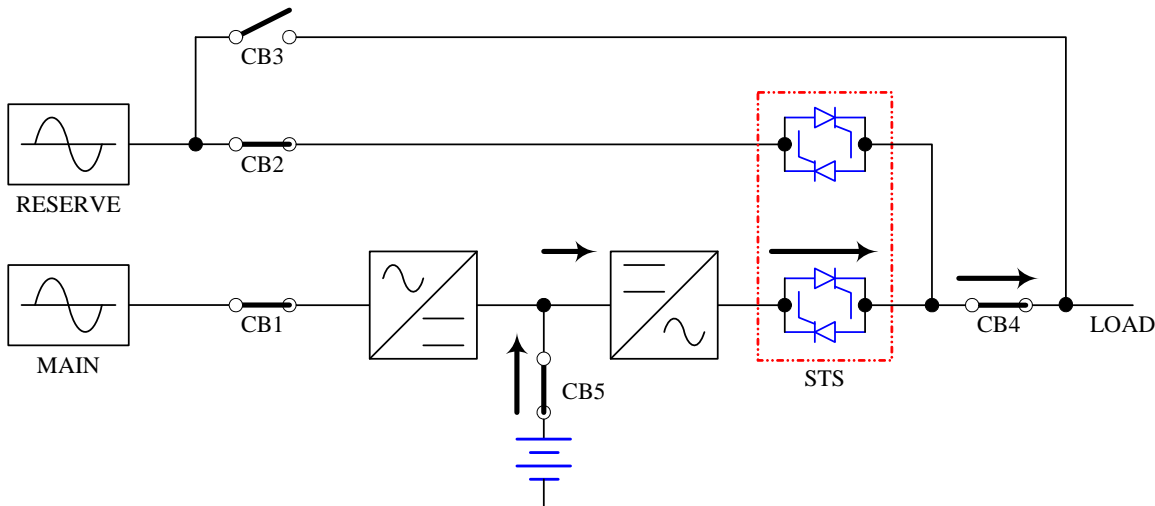 CB3
CB2
RESERVE
CB1
MAIN
CB5
STS
CB4
LOAD